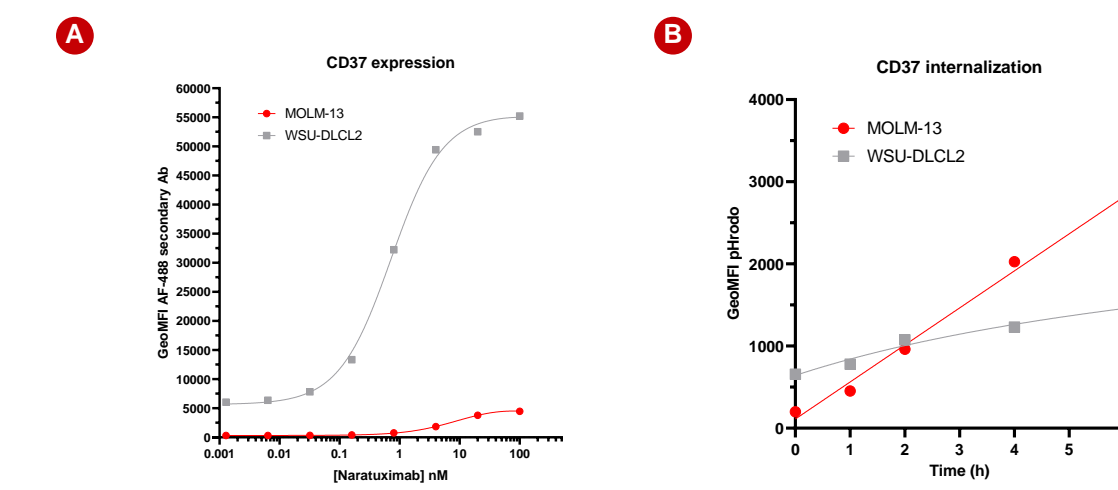 A
CD37 expression
60000
55000
50000
45000
40000
35000
30000
25000
20000
15000
10000
5000
0
GeoMFI AF-488 secondary Ab
MOLM-13
WSU-DLCL2
0.001 0.01 0.1 1 10 100
[Naratuximab] nM
B
CD37 internalization
4000
3000
2000
1000
0
GeoMFI pHrodo
MOLM-13
WSU-DLCL2
0 1 2 3 4 5
Time (h)